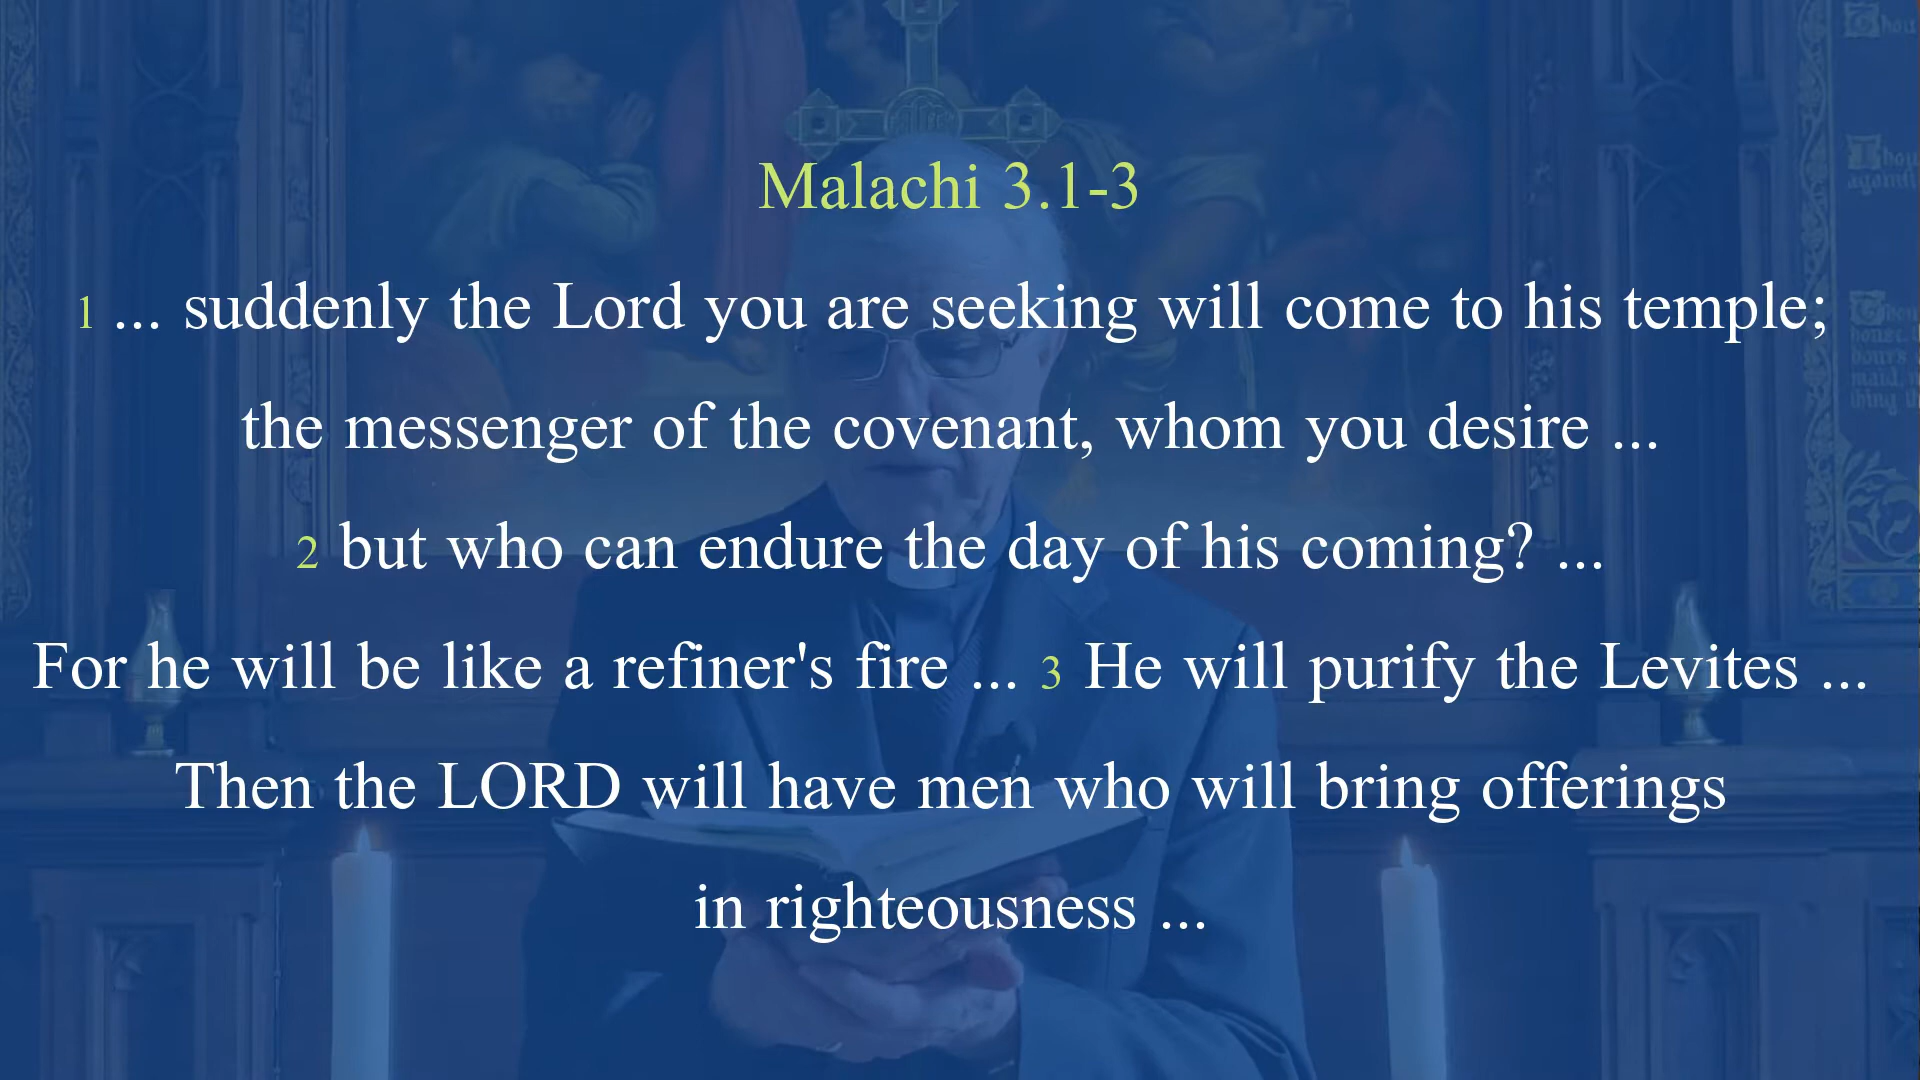 Malachi 3.1-3
1 ... suddenly the Lord you are seeking will come to his temple;
the messenger of the covenant, whom you desire ...
2 but who can endure the day of his coming? ...
For he will be like a refiner's fire ... 3 He will purify the Levites ...
Then the LORD will have men who will bring offerings
in righteousness ...